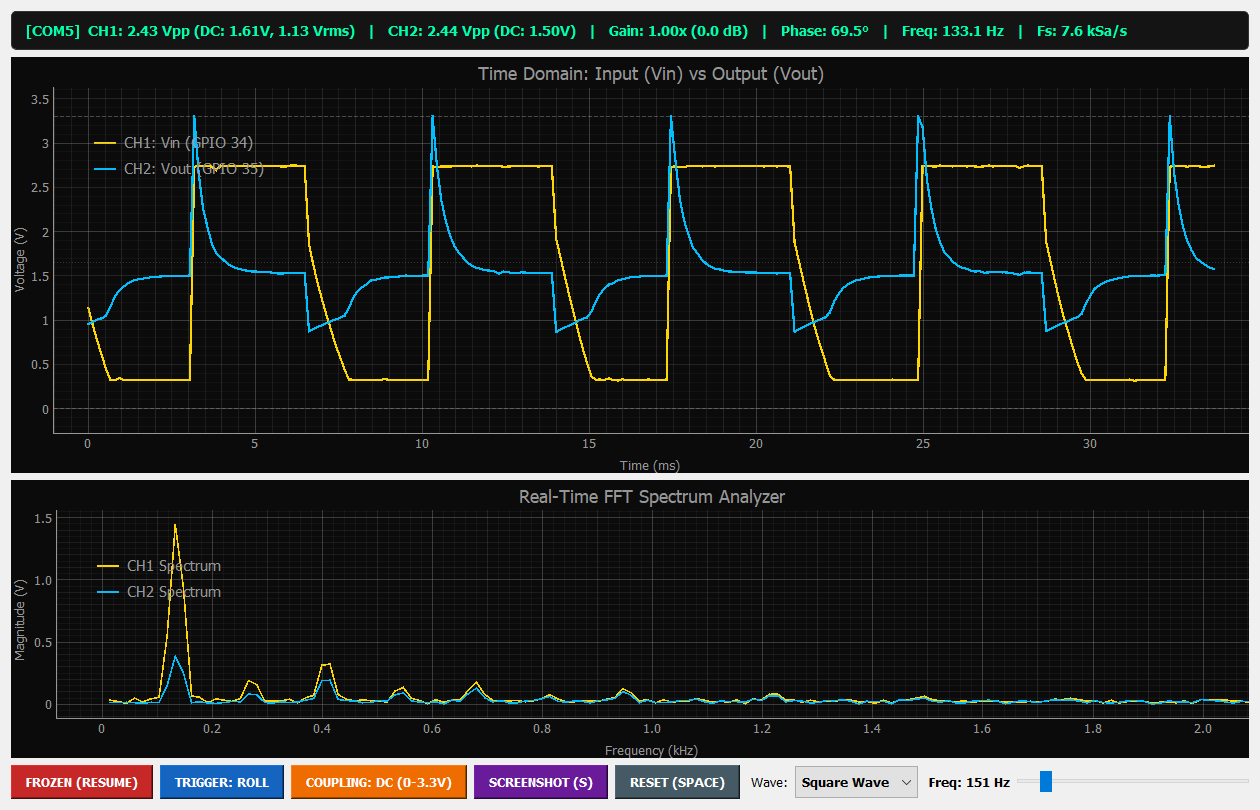 [COM5] CH1: 2.43 Vpp (DC: 1.61V, 1.13 Vrms) | CH2: 2.44 Vpp (DC: 1.50V) | Gain: 1.00x (0.0 dB) | Phase: 69.5° | Freq: 133.1 Hz | Fs: 7.6 kSa/s
Time Domain: Input (Vin) vs Output (Vout)
3.5
3
2.5
2
1.5
1
0.5
0
Voltage (V)
CH1: Vin (GPIO 34)
CH2: Vout (GPIO 35)
0 5 10 15 20 25 30
Time (ms)
Real-Time FFT Spectrum Analyzer
1.5
1.0
0.5
0
Magnitude (V)
CH1 Spectrum
CH2 Spectrum
0 0.2 0.4 0.6 0.8 1.0 1.2 1.4 1.6 1.8 2.0
Frequency (kHz)
FROZEN (RESUME) TRIGGER: ROLL COUPLING: DC (0-3.3V) SCREENSHOT (S) RESET (SPACE) Wave: Square Wave Freq: 151 Hz